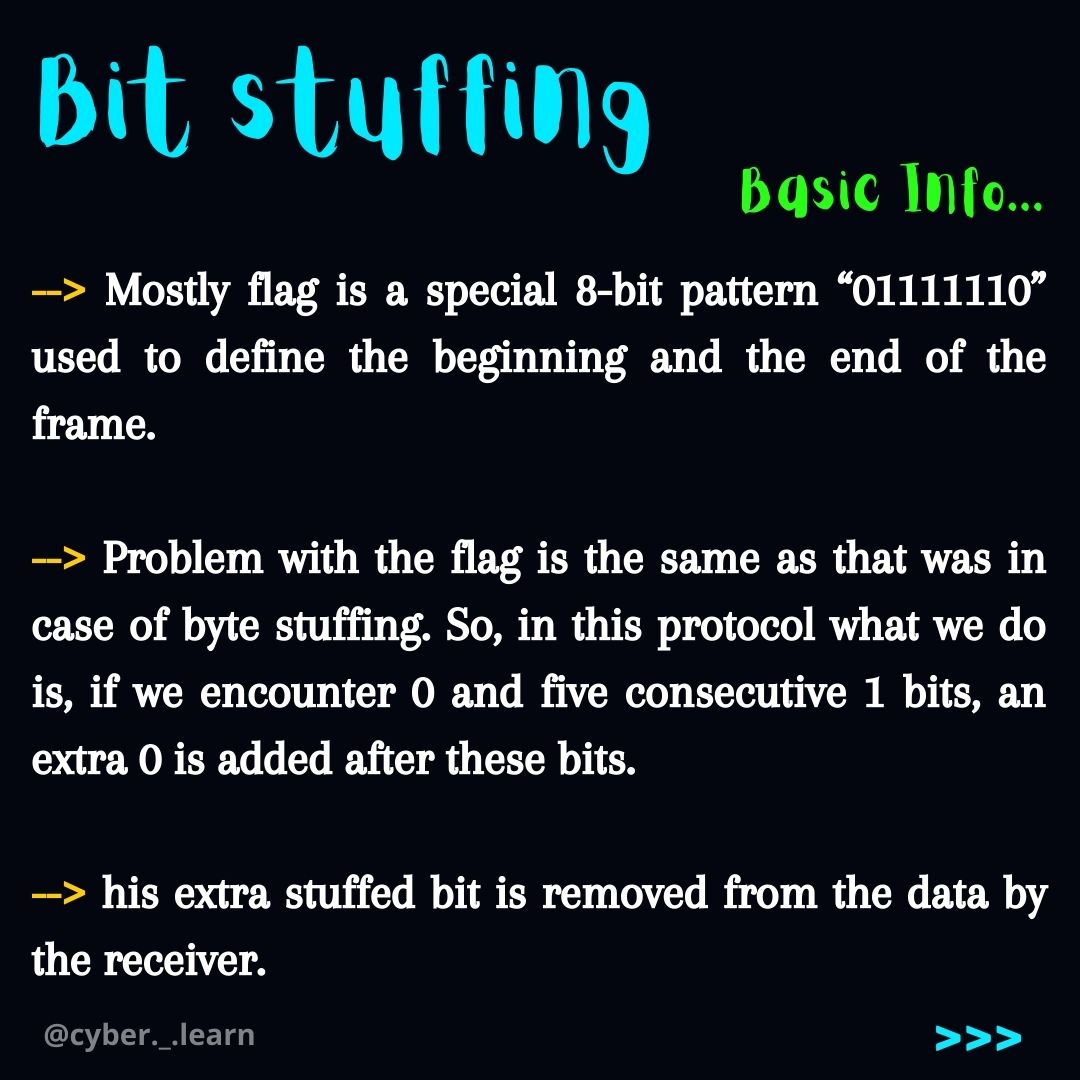 Bit stuffing
Basic Info...
--> Mostly flag is a special 8-bit pattern “01111110”
used to define the beginning and the end of the
frame.
--> Problem with the flag is the same as that was in
case of byte stuffing. So, in this protocol what we do
is, if we encounter 0 and five consecutive 1 bits, an
extra 0 is added after these bits.
--> his extra stuffed bit is removed from the data by
the receiver.
@cyber._.learn
>>>